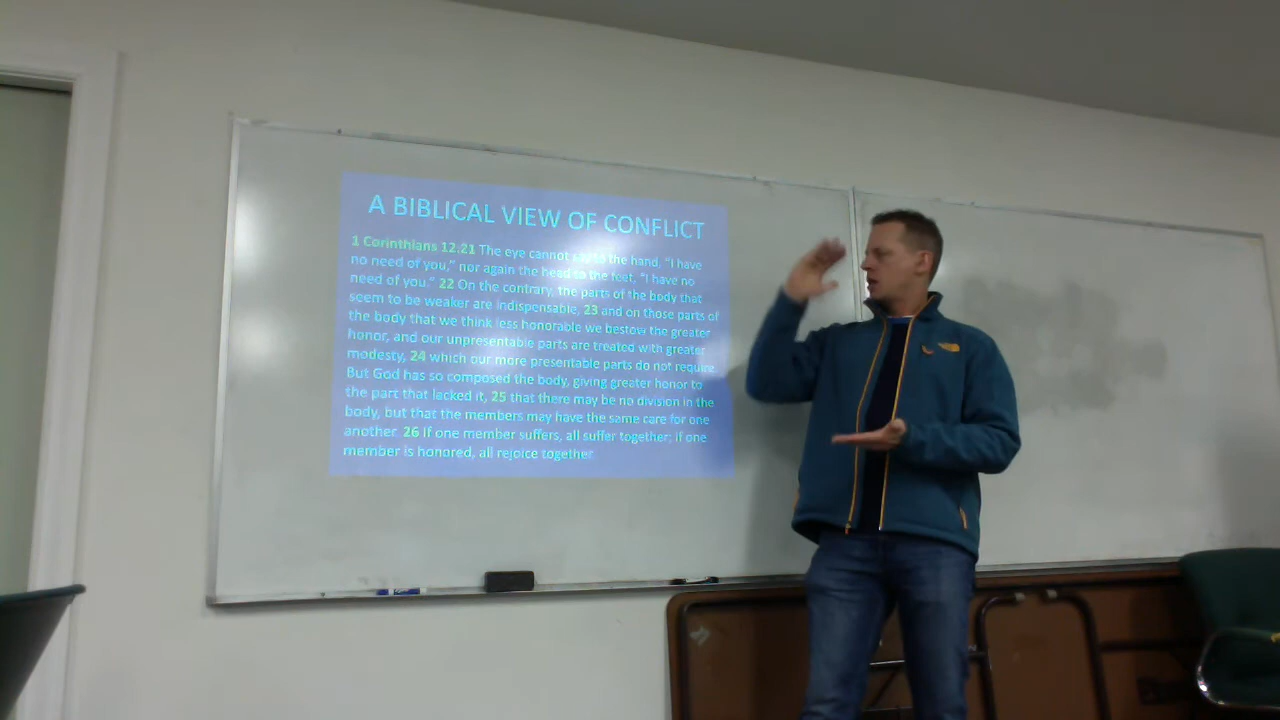 A BIBLICAL VIEW OF CONFLICT
1 Corinthians 12.21 The eye cannot say to the hand, "I have
no need of you," nor again the head to the feet, "I have no
need of you." 22 On the contrary, the parts of the body that
seem to be weaker are indispensable, 23 and on those parts of
the body that we think less honorable we bestow the greater
honor, and our unpresentable parts are treated with greater
modesty, 24 which our more presentable parts do not require.
But God has so composed the body, giving greater honor to
the part that lacked it, 25 that there may be no division in the
body, but that the members may have the same care for one
another. 26 If one member suffers, all suffer together; if one
member is honored, all rejoice together